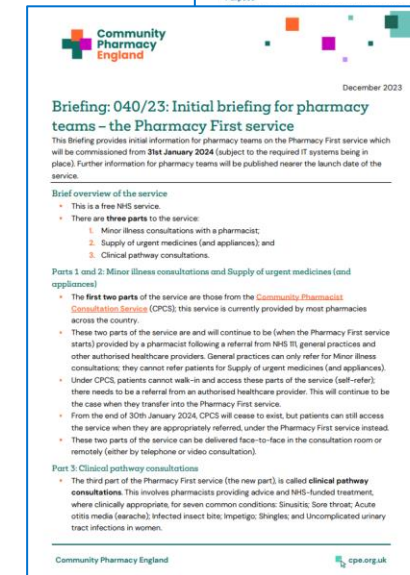 Community
Pharmacy
England
December 2023
Briefing: 040/23: Initial briefing for pharmacy
teams – the Pharmacy First service
This Briefing provides initial information for pharmacy teams on the Pharmacy First service which
will be commissioned from 31st January 2024 (subject to the required IT systems being in
place). Further information for pharmacy teams will be published nearer the launch date of the
service.
Brief overview of the service
• This is a free NHS service.
• There are three parts to the service:
1. Minor illness consultations with a pharmacist;
2. Supply of urgent medicines (and appliances); and
3. Clinical pathway consultations.
Parts 1 and 2: Minor illness consultations and Supply of urgent medicines (and
appliances)
• The first two parts of the service are those from the Community Pharmacist
Consultation Service (CPCS); this service is currently provided by most pharmacies
across the country.
• These two parts of the service are and will continue to be (when the Pharmacy First service
starts) provided by a pharmacist following a referral from NHS 111, general practices and
other authorised healthcare providers. General practices can only refer for Minor illness
consultations; they cannot refer patients for Supply of urgent medicines (and appliances).
• Under CPCS, patients cannot walk-in and access these parts of the service (self-refer);
there needs to be a referral from an authorised healthcare provider. This will continue to be
the case when they transfer into the Pharmacy First service.
• From the end of 30th January 2024, CPCS will cease to exist, but patients can still access
the service when they are appropriately referred, under the Pharmacy First service instead.
• These two parts of the service can be delivered face-to-face in the consultation room or
remotely (either by telephone or video consultation).
Part 3: Clinical pathway consultations
• The third part of the Pharmacy First service (the new part), is called clinical pathway
consultations. This involves pharmacists providing advice and NHS-funded treatment,
where clinically appropriate, for seven common conditions: Sinusitis; Sore throat; Acute
otitis media (earache); Infected insect bite; Impetigo; Shingles; and Uncomplicated urinary
tract infections in women.
Community Pharmacy England
cpe.org.uk